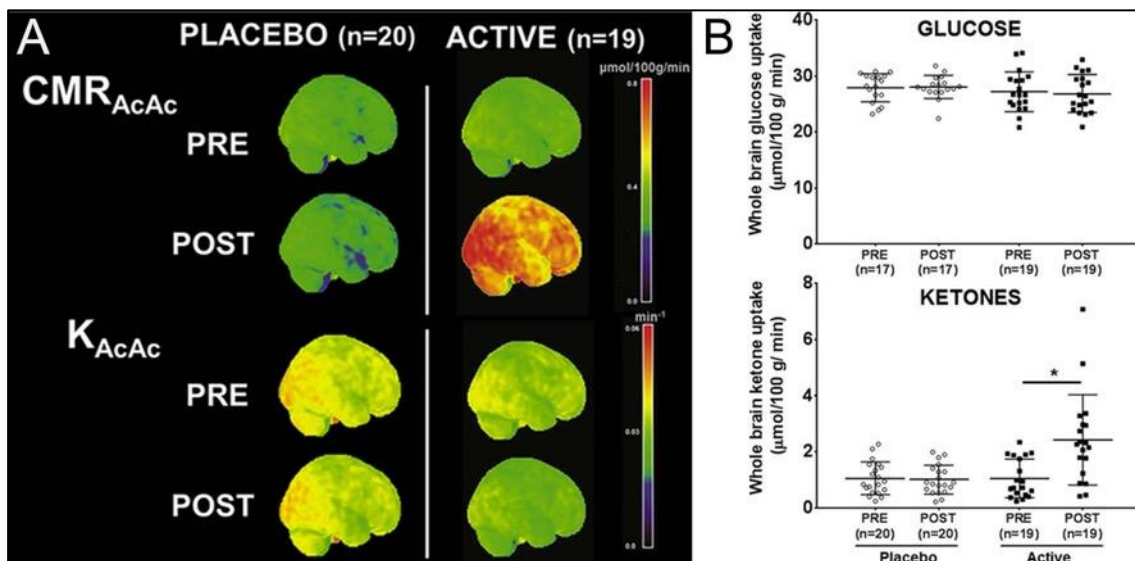 A
PLACEBO (n=20) ACTIVE (n=19)
µmol/100g/min
CMR AcAc
0.8
PRE
0.4
POST
0.0
K AcAc
min-1
0.06
PRE
0.03
POST
0.0
B
GLUCOSE
Whole brain glucose uptake
(µmol/100 g/ min)
40
30
20
10
0
PRE POST PRE POST
(n=17) (n=17) (n=19) (n=19)
KETONES
Whole brain ketone uptake
(µmol/100 g/ min)
8
6
4
2
0
*
PRE POST PRE POST
(n=20) (n=20) (n=19) (n=19)
Placebo Active